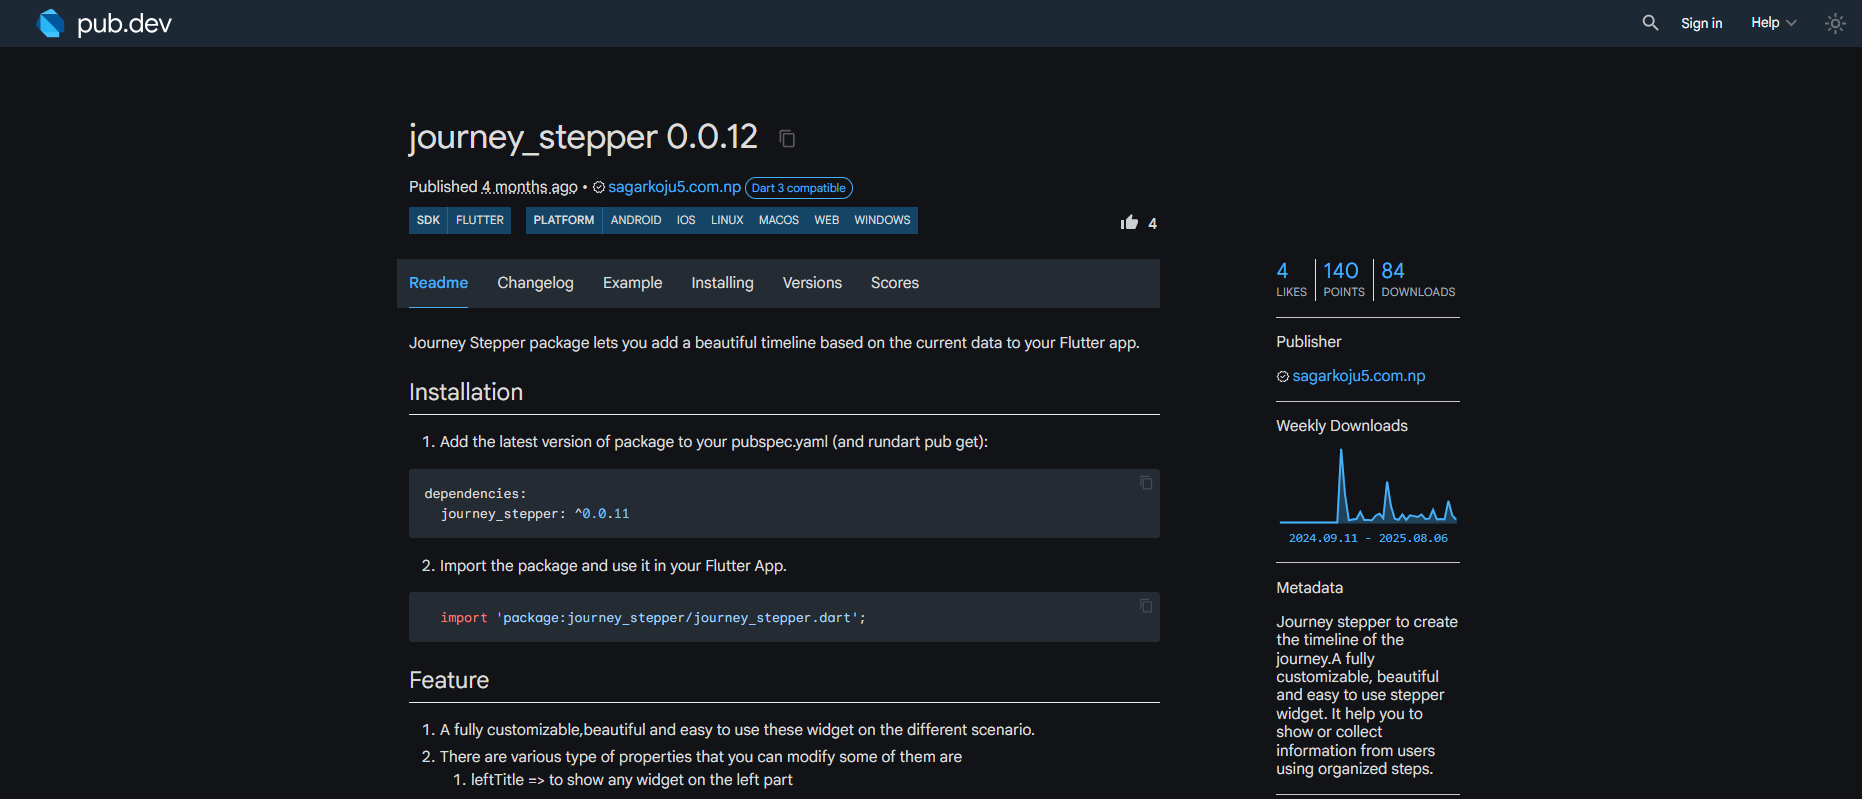 pub.dev
Sign in
Help
journey_stepper 0.0.12
Published 4 months ago • sagarkoju5.com.np Dart 3 compatible
SDK FLUTTER PLATFORM ANDROID IOS LINUX MACOS WEB WINDOWS
4
Readme Changelog Example Installing Versions Scores
Journey Stepper package lets you add a beautiful timeline based on the current data to your Flutter app.
Installation
1. Add the latest version of package to your pubspec.yaml (and rundart pub get):
dependencies:
  journey_stepper: ^0.0.11
2. Import the package and use it in your Flutter App.
import 'package:journey_stepper/journey_stepper.dart';
Feature
1. A fully customizable,beautiful and easy to use these widget on the different scenario.
2. There are various type of properties that you can modify some of them are
1. leftTitle => to show any widget on the left part
4 140 84
LIKES POINTS DOWNLOADS
Publisher
sagarkoju5.com.np
Weekly Downloads
2024.09.11 - 2025.08.06
Metadata
Journey stepper to create
the timeline of the
journey.A fully
customizable, beautiful
and easy to use stepper
widget. It help you to
show or collect
information from users
using organized steps.